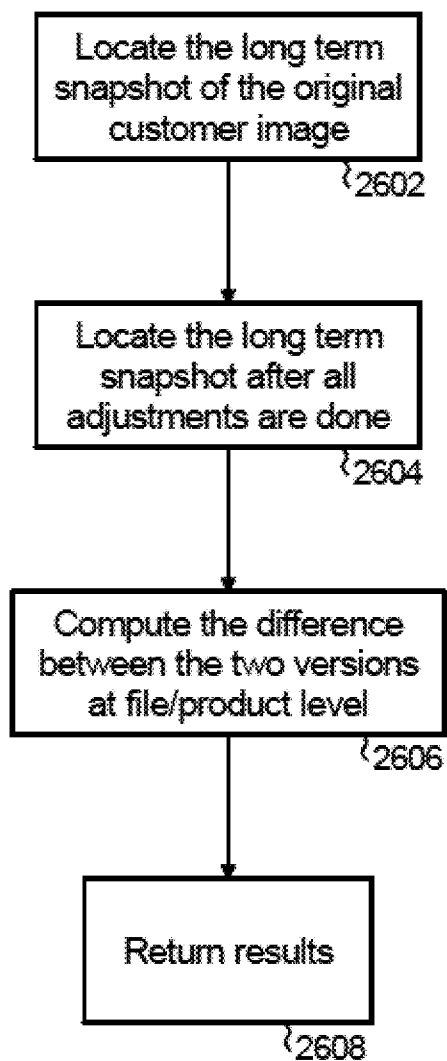 Locate the long term
snapshot of the original
customer image
2602
Locate the long term
snapshot after all
adjustments are done
2604
Compute the difference
between the two versions
at file/product level
2606
Return results
2608